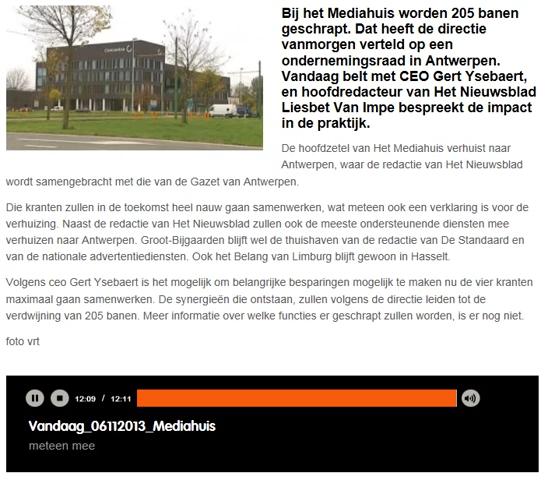 Bij het Mediahuis worden 205 banen
geschrapt. Dat heeft de directie
vanmorgen verteld op een
ondernemingsraad in Antwerpen.
Vandaag belt met CEO Gert Ysebaert,
en hoofdredacteur van Het Nieuwsblad
Liesbet Van Impe bespreekt de impact
in de praktijk.
De hoofdzetel van Het Mediahuis verhuist naar
Antwerpen, waar de redactie van Het Nieuwsblad
wordt samengebracht met die van de Gazet van Antwerpen.
Die kranten zullen in de toekomst heel nauw gaan samenwerken, wat meteen ook een verklaring is voor de
verhuizing. Naast de redactie van Het Nieuwsblad zullen ook de meeste ondersteunende diensten mee
verhuizen naar Antwerpen. Groot-Bijgaarden blijft wel de thuishaven van de redactie van De Standaard en
van de nationale advertentiediensten. Ook het Belang van Limburg blijft gewoon in Hasselt.
Volgens ceo Gert Ysebaert is het mogelijk om belangrijke besparingen mogelijk te maken nu de vier kranten
maximaal gaan samenwerken. De synergieën die ontstaan, zullen volgens de directie leiden tot de
verdwijning van 205 banen. Meer informatie over welke functies er geschrapt zullen worden, is er nog niet.
foto vrt
12:09 / 12:11
Vandaag_06112013_Mediahuis
meteen mee